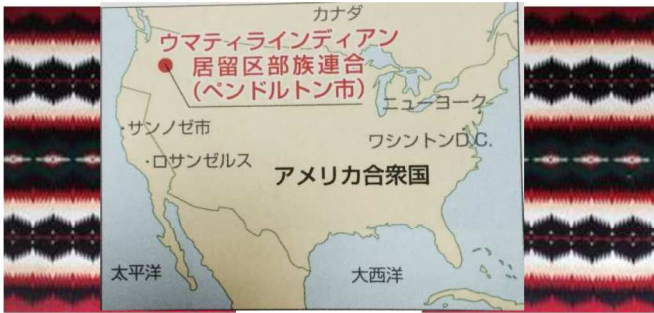 カナダ
ウマティラインディアン
居留区部族連合
(ペンドルトン市)
ニューヨーク
・サンノゼ市
ワシントンD.C.
・ロサンゼルス
アメリカ合衆国
太平洋
大西洋